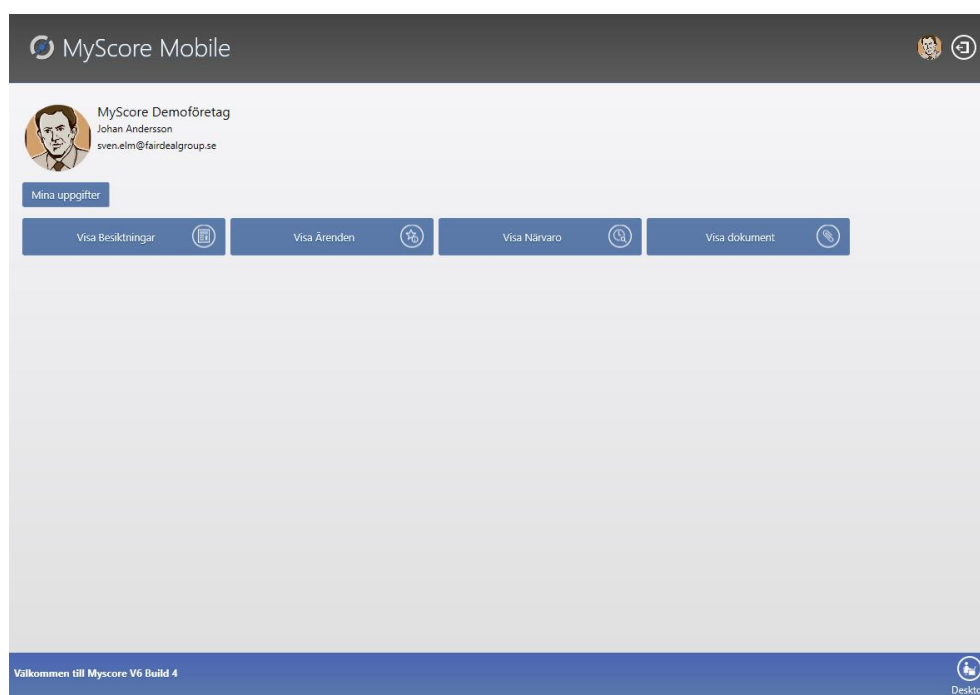 MyScore Mobile
MyScore Demoföretag
Johan Andersson
sven.elm@fairdealgroup.se
Mina uppgifter
Visa Besiktningar
Visa Ärenden
Visa Närvaro
Visa dokument
Välkommen till Myscore V6 Build 4
Deskto